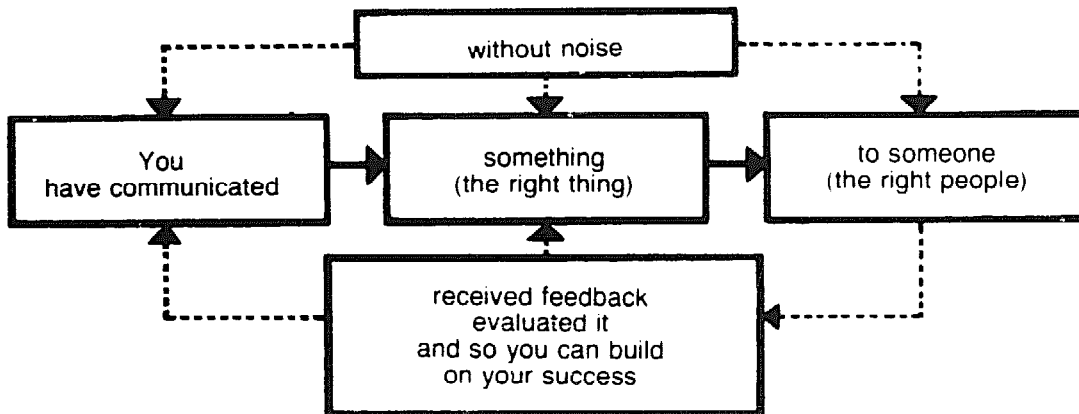 without noise
You
have communicated
something
(the right thing)
to someone
(the right people)
received feedback
evaluated it
and so you can build
on your success